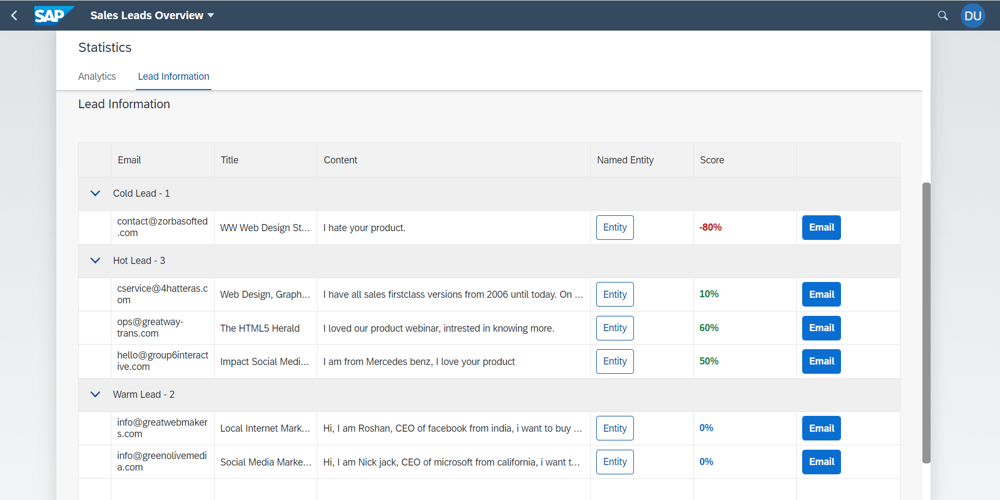 SAP Sales Leads Overview DU
Statistics
Analytics Lead Information
Lead Information
Email Title Content Named Entity Score
Cold Lead - 1
contact@zorbasofted
.com
WW Web Design St... I hate your product. Entity -80% Email
Hot Lead - 3
cservice@4hatteras.c
om
Web Design, Graph... I have all sales firstclass versions from 2006 until today. On ... Entity 10% Email
ops@greatway-
trans.com
The HTML5 Herald I loved our product webinar, intrested in knowing more. Entity 60% Email
hello@group6interact
ive.com
Impact Social Medi... I am from Mercedes benz, I love your product Entity 50% Email
Warm Lead - 2
info@greatwebmaker
s.com
Local Internet Mark... Hi, I am Roshan, CEO of facebook from india, i want to buy ... Entity 0% Email
info@greenolivemedi
a.com
Social Media Marke... Hi, I am Nick jack, CEO of microsoft from california, i want t... Entity 0% Email